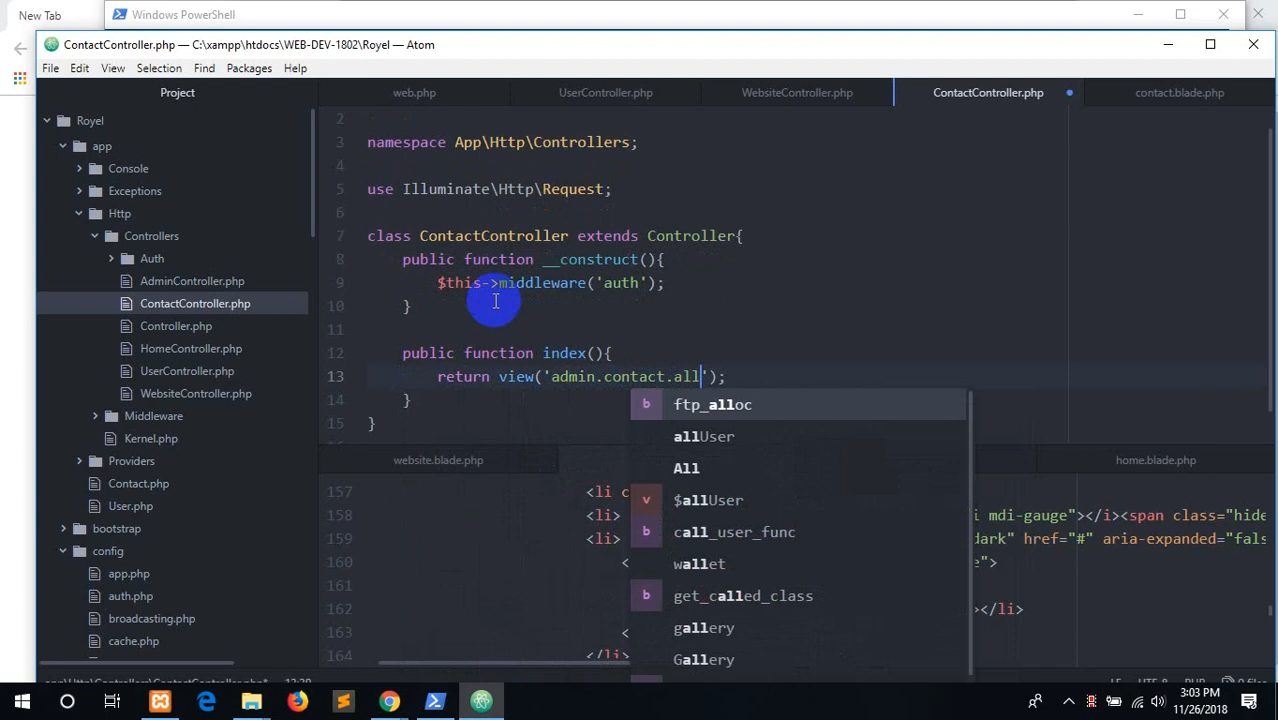 New Tab
Windows PowerShell
ContactController.php — C:\xampp\htdocs\WEB-DEV-1802\Royel — Atom
File Edit View Selection Find Packages Help
Project
web.php UserController.php WebsiteController.php ContactController.php contact.blade.php
Royel
app
Console
Exceptions
Http
Controllers
Auth
AdminController.php
ContactController.php
Controller.php
HomeController.php
UserController.php
WebsiteController.php
Middleware
Kernel.php
Providers
Contact.php
User.php
bootstrap
config
app.php
auth.php
broadcasting.php
cache.php
2
3 namespace App\Http\Controllers;
4
5 use Illuminate\Http\Request;
6
7 class ContactController extends Controller{
8 public function __construct(){
9 $this->middleware('auth');
10 }
11
12 public function index(){
13 return view('admin.contact.all');
14 }
15 }
b ftp_alloc
allUser
All
v $allUser
b call_user_func
wallet
b get_called_class
gallery
Gallery
website.blade.php home.blade.php
157 <li c
158 <li> i mdi-gauge"></i><span class="hide
159 <li> dark" href="#" aria-expanded="fals
160 < e">
161
162 < ></li>
163 <
164 </li>
3:03 PM
11/26/2018